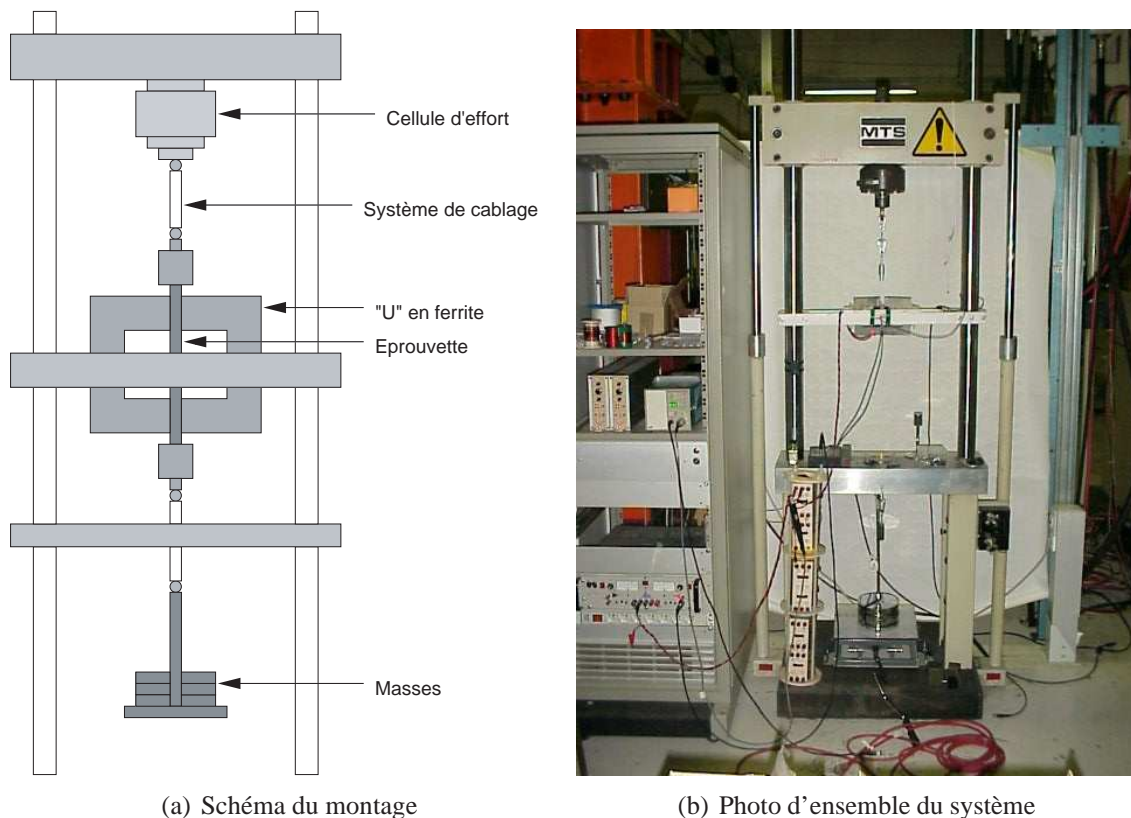 Cellule d'effort
Système de cablage
"U" en ferrite
Eprouvette
Masses
MTS
(a) Schéma du montage
(b) Photo d'ensemble du système